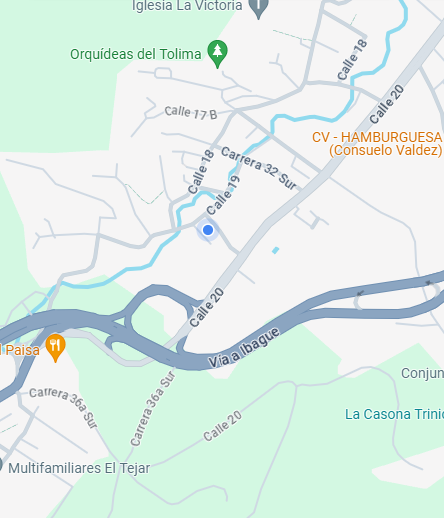 Iglesia La Victoria
Orquídeas del Tolima
Calle 18
Calle 20
Calle 17 B
CV - HAMBURGUESA
(Consuelo Valdez)
Carrera 32 Sur
Calle 18
Calle 19
Calle 20
Vía a Ibagué
Paisa
Carrera 36a Sur
Carrera 36a Sur
Calle 20
La Casona
Multifamiliares El Tejar